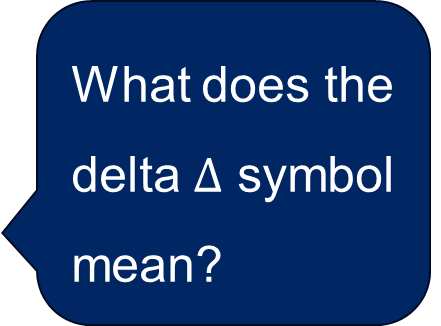 What does the
delta Δ symbol
mean?